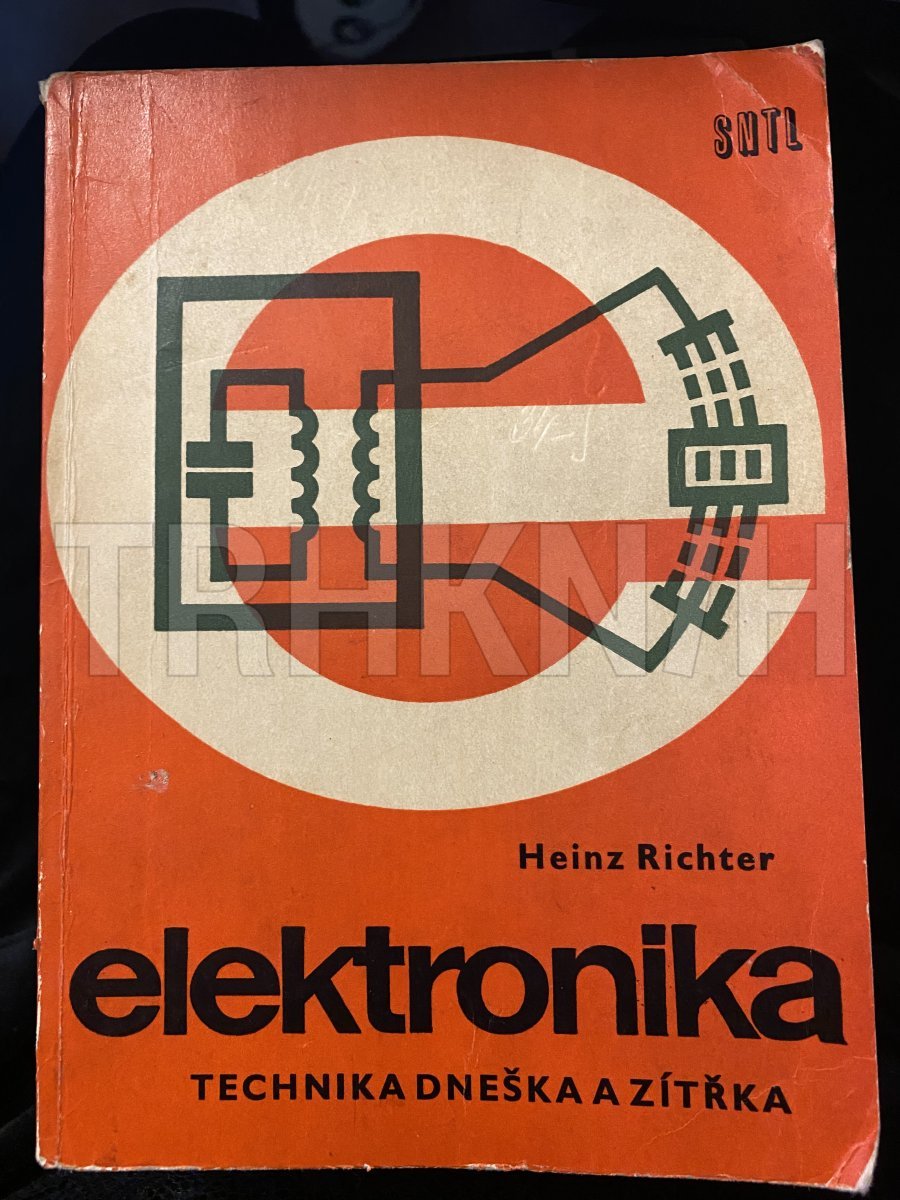 SNTL
TRHKNIH
Heinz Richter
elektronika
TECHNIKA DNEŠKA A ZÍTŘKA